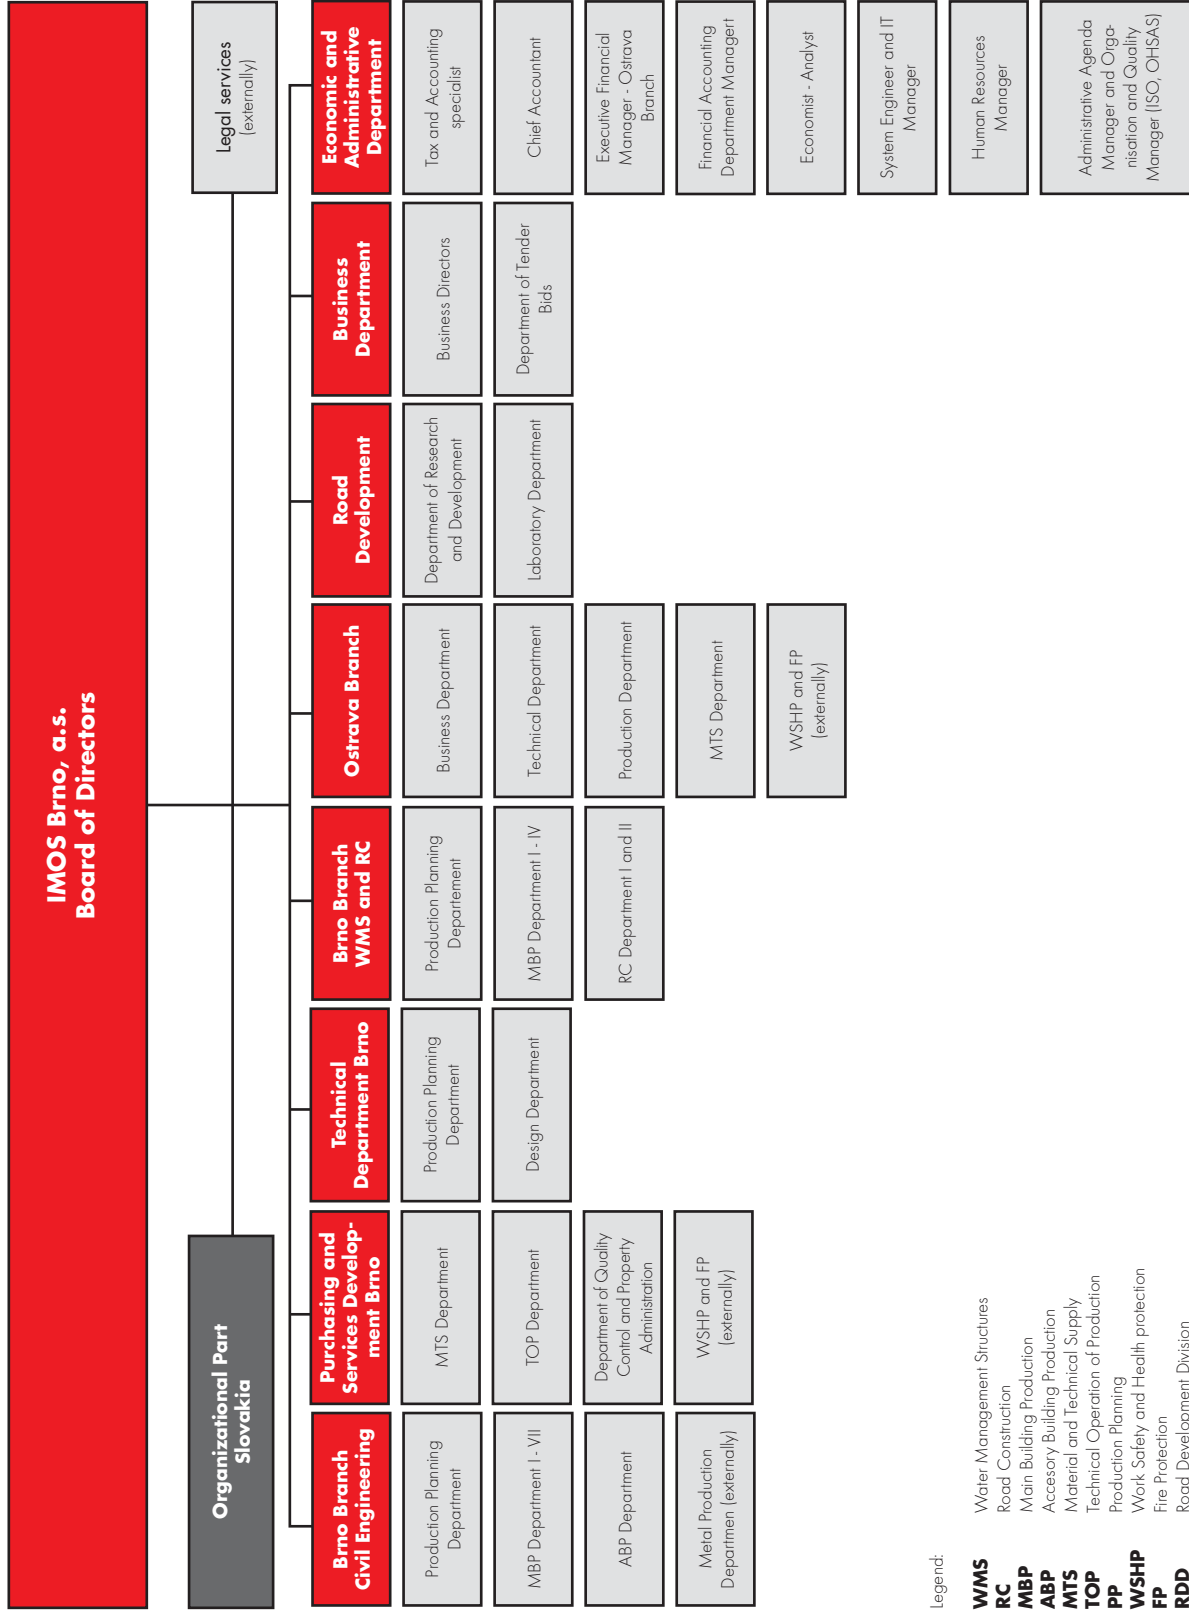 IMOS Brno, a.s.
Board of Directors
Organizational Part
Slovakia
Legal services
(externally)
Brno Branch
Civil Engineering
Production Planning
Department
MBP Department I - VII
ABP Department
Metal Production
Departmen (externally)
Purchasing and
Services Develop-
ment Brno
MTS Department
TOP Department
Department of Quality
Control and Property
Administration
WSHP and FP
(externally)
Technical
Department Brno
Production Planning
Department
Design Department
Brno Branch
WMS and RC
Production Planning
Departement
MBP Department I - IV
RC Department I and II
Ostrava Branch
Business Department
Technical Department
Production Department
MTS Department
WSHP and FP
(externally)
Road
Development
Department of Research
and Development
Laboratory Department
Business
Department
Business Directors
Department of Tender
Bids
Economic and
Administrative
Department
Tax and Accounting
specialist
Chief Accountant
Executive Financial
Manager - Ostrava
Branch
Financial Accounting
Department Managert
Economist - Analyst
System Engineer and IT
Manager
Human Resources
Manager
Administrative Agenda
Manager and Orga-
nisation and Quality
Manager (ISO, OHSAS)
Legend:
WMS Water Management Structures
RC Road Construction
MBP Main Building Production
ABP Accesory Building Production
MTS Material and Technical Supply
TOP Technical Operation of Production
PP Production Planning
WSHP Work Safety and Health protection
FP Fire Protection
RDD Road Development Division